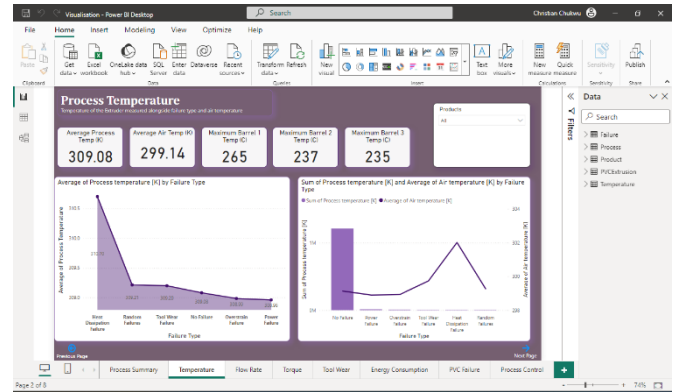 Visualisation - Power BI Desktop
Search
Christian Chukwu
File Home Insert Modeling View Optimize Help
Paste
Get data
Excel workbook
OneLake data hub
SQL Server
Enter data
Dataverse
Recent sources
Transform data
Refresh
New visual
Text box
More visuals
New measure
Quick measure
Sensitivity
Publish
Clipboard Data Queries Insert Calculations Sensitivity Share
Process Temperature
Temperature of the Extruder measured alongside failure type and air temperature
Products
All
Average Process Temp (K)
309.08
Average Air Temp (K)
299.14
Maximum Barrel 1 Temp (C)
265
Maximum Barrel 2 Temp (C)
237
Maximum Barrel 3 Temp (C)
235
Average of Process temperature [K] by Failure Type
Average of Process Temperature
Heat Dissipation Failure
Random Failures
Tool Wear Failure
No Failure
Overstrain Failure
Power Failure
Failure Type
Sum of Process temperature [K] and Average of Air temperature [K] by Failure Type
Sum of Process temperature [K] Average of Air temperature [K]
Sum of Process temperature [K]
1M
0M
Average of Air temperature [K]
304
302
300
298
No Failure
Power Failure
Overstrain Failure
Tool Wear Failure
Heat Dissipation Failure
Random Failures
Failure Type
Previous Page
Next Page
Filters
Data
Search
Failure
Process
Product
PVCExtrusion
Temperature
Process Summary Temperature Flow Rate Torque Tool Wear Energy Consumption PVC Failure Process Control
Page 2 of 8
74%